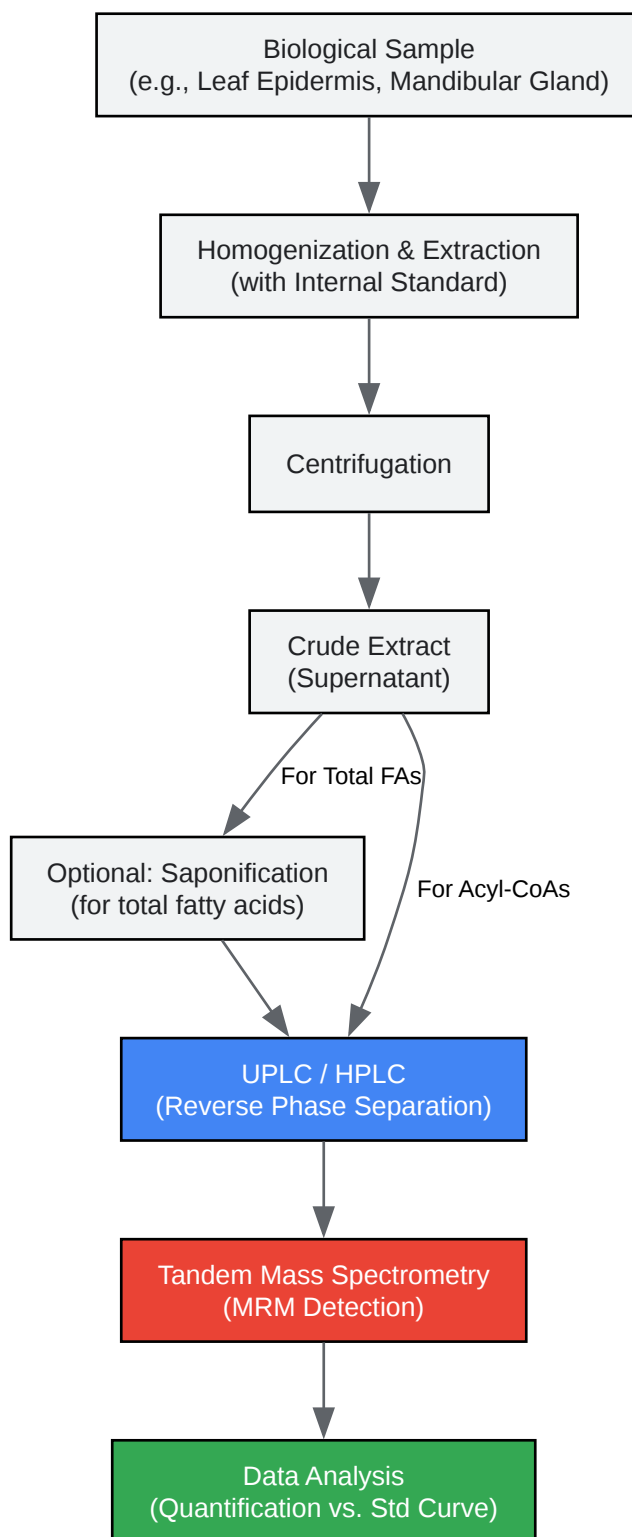 Biological Sample
(e.g., Leaf Epidermis, Mandibular Gland)
Homogenization & Extraction
(with Internal Standard)
Centrifugation
Crude Extract
(Supernatant)
For Total FAs
Optional: Saponification
(for total fatty acids)
For Acyl-CoAs
UPLC / HPLC
(Reverse Phase Separation)
Tandem Mass Spectrometry
(MRM Detection)
Data Analysis
(Quantification vs. Std Curve)